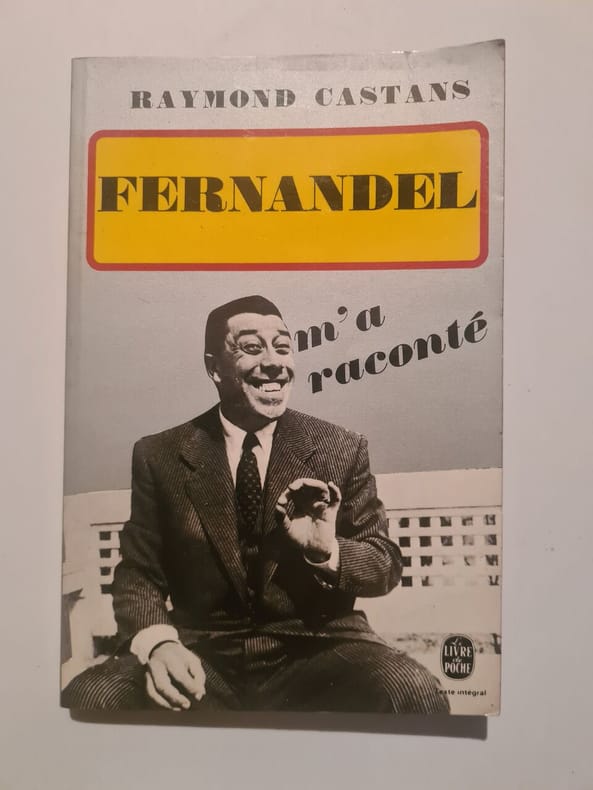 RAYMOND CASTANS
FERNANDEL
m'a
raconté
Le
LIVRE
de
POCHE
Texte intégral